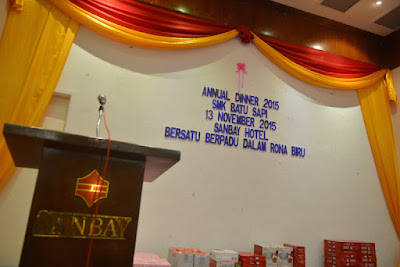 ANNUAL DINNER 2015
SMK BATU SAPI
13 NOVEMBER 2015
SANBAY HOTEL
BERSATU BERPADU DALAM RONA BIRU
SANBAY